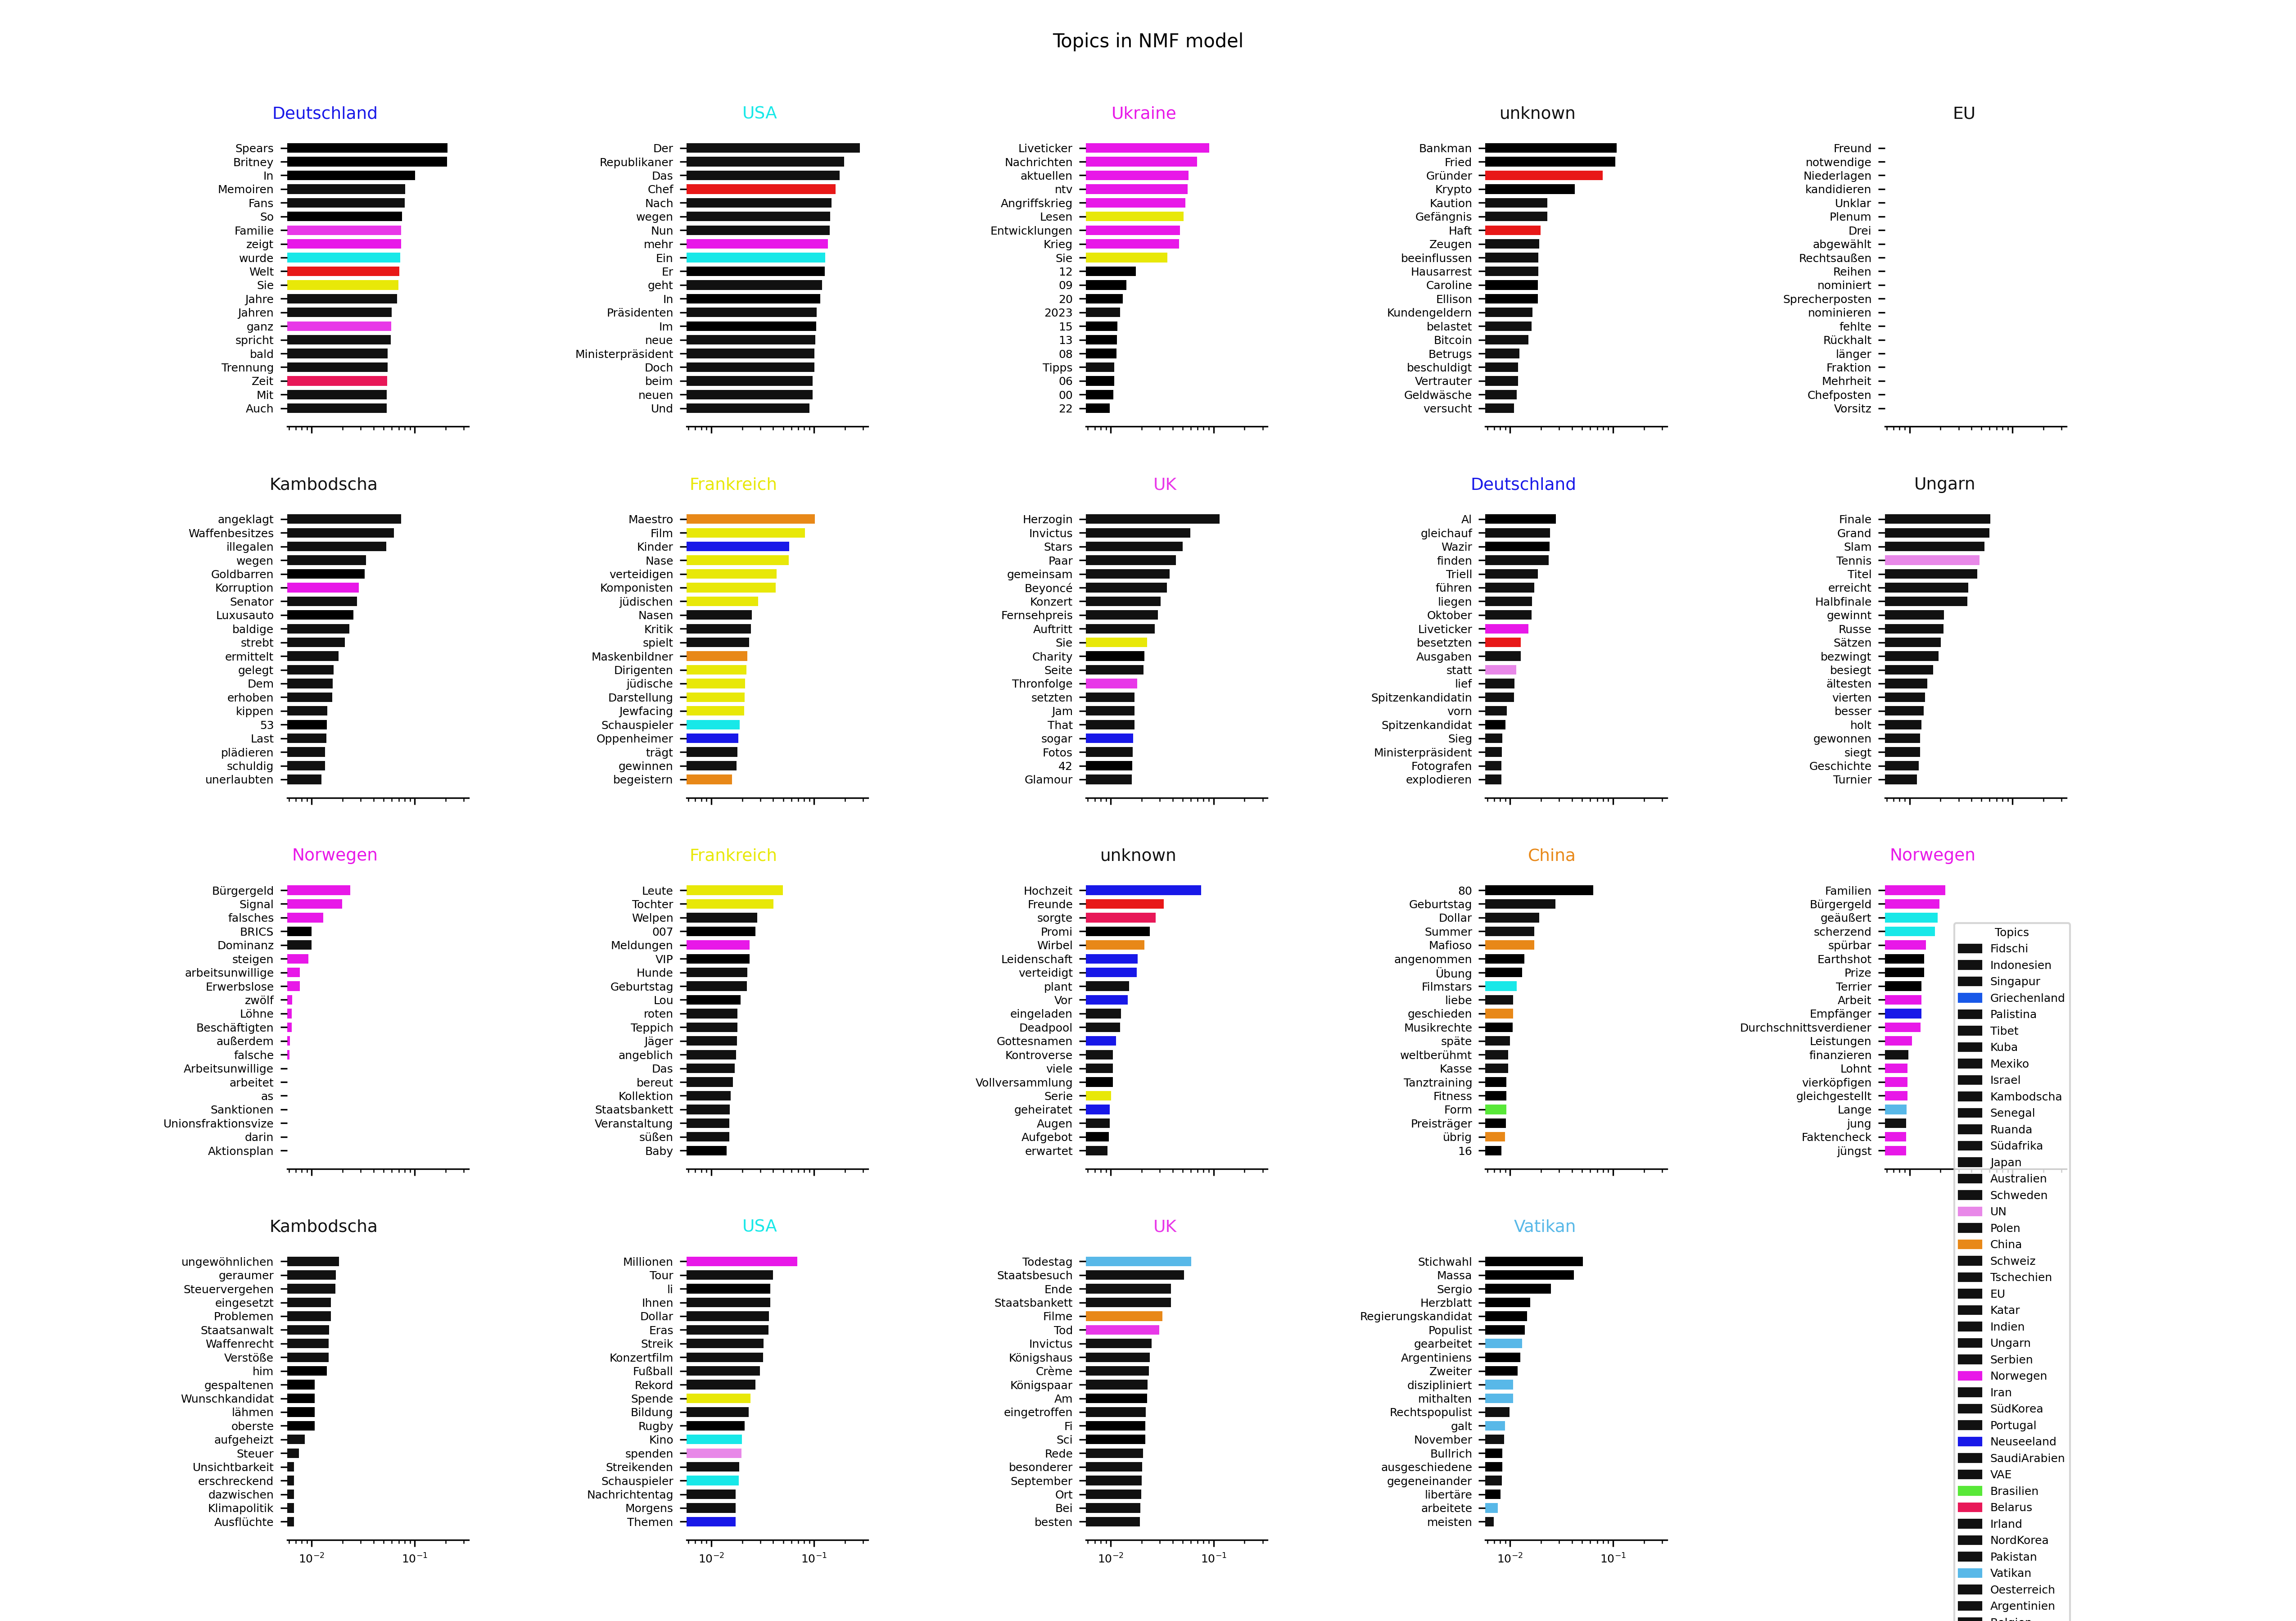 Topics in NMF model
Deutschland
Spears
Britney
In
Memoiren
Fans
So
Familie
zeigt
wurde
Welt
Sie
Jahre
Jahren
ganz
spricht
bald
Trennung
Zeit
Mit
Auch
USA
Der
Republikaner
Das
Chef
Nach
wegen
Nun
mehr
Ein
Er
geht
In
Präsidenten
Im
neue
Ministerpräsident
Doch
beim
neuen
Und
Ukraine
Liveticker
Nachrichten
aktuellen
ntv
Angriffskrieg
Lesen
Entwicklungen
Krieg
Sie
12
09
20
2023
15
13
08
Tipps
06
00
22
unknown
Bankman
Fried
Gründer
Krypto
Kaution
Gefängnis
Haft
Zeugen
beeinflussen
Hausarrest
Caroline
Ellison
Kundengeldern
belastet
Bitcoin
Betrugs
beschuldigt
Vertrauter
Geldwäsche
versucht
EU
Freund
notwendige
Niederlagen
kandidieren
Unklar
Plenum
Drei
abgewählt
Rechtsaußen
Reihen
nominiert
Sprecherposten
nominieren
fehlte
Rückhalt
länger
Fraktion
Mehrheit
Chefposten
Vorsitz
Kambodscha
angeklagt
Waffenbesitzes
illegalen
wegen
Goldbarren
Korruption
Senator
Luxusauto
baldige
strebt
ermittelt
gelegt
Dem
erhoben
kippen
53
Last
plädieren
schuldig
unerlaubten
Frankreich
Maestro
Film
Kinder
Nase
verteidigen
Komponisten
jüdischen
Nasen
Kritik
spielt
Maskenbildner
Dirigenten
jüdische
Darstellung
Jewfacing
Schauspieler
Oppenheimer
trägt
gewinnen
begeistern
UK
Herzogin
Invictus
Stars
Paar
gemeinsam
Beyoncé
Konzert
Fernsehpreis
Auftritt
Sie
Charity
Seite
Thronfolge
setzten
Jam
That
sogar
Fotos
42
Glamour
Deutschland
Al
gleichauf
Wazir
finden
Triell
führen
liegen
Oktober
Liveticker
besetzten
Ausgaben
statt
lief
Spitzenkandidatin
vorn
Spitzenkandidat
Sieg
Ministerpräsident
Fotografen
explodieren
Ungarn
Finale
Grand
Slam
Tennis
Titel
erreicht
Halbfinale
gewinnt
Russe
Sätzen
bezwingt
besiegt
ältesten
vierten
besser
holt
gewonnen
siegt
Geschichte
Turnier
Norwegen
Bürgergeld
Signal
falsches
BRICS
Dominanz
steigen
arbeitsunwillige
Erwerbslose
zwölf
Löhne
Beschäftigten
außerdem
falsche
Arbeitsunwillige
arbeitet
as
Sanktionen
Unionsfraktionsvize
darin
Aktionsplan
Frankreich
Leute
Tochter
Welpen
007
Meldungen
VIP
Hunde
Geburtstag
Lou
roten
Teppich
Jäger
angeblich
Das
bereut
Kollektion
Staatsbankett
Veranstaltung
süßen
Baby
unknown
Hochzeit
Freunde
sorgte
Promi
Wirbel
Leidenschaft
verteidigt
plant
Vor
eingeladen
Deadpool
Gottesnamen
Kontroverse
viele
Vollversammlung
Serie
geheiratet
Augen
Aufgebot
erwartet
China
80
Geburtstag
Dollar
Summer
Mafioso
angenommen
Übung
Filmstars
liebe
geschieden
Musikrechte
späte
weltberühmt
Kasse
Tanztraining
Fitness
Form
Preisträger
übrig
16
Norwegen
Familien
Bürgergeld
geäußert
scherzend
spürbar
Earthshot
Prize
Terrier
Arbeit
Empfänger
Durchschnittsverdiener
Leistungen
finanzieren
Lohnt
vierköpfigen
gleichgestellt
Lange
jung
Faktencheck
jüngst
Kambodscha
ungewöhnlichen
geraumer
Steuervergehen
eingesetzt
Problemen
Staatsanwalt
Waffenrecht
Verstöße
him
gespaltenen
Wunschkandidat
lähmen
oberste
aufgeheizt
Steuer
Unsichtbarkeit
erschreckend
dazwischen
Klimapolitik
Ausflüchte
10⁻² 10⁻¹
USA
Millionen
Tour
li
Ihnen
Dollar
Eras
Streik
Konzertfilm
Fußball
Rekord
Spende
Bildung
Rugby
Kino
spenden
Streikenden
Schauspieler
Nachrichtentag
Morgens
Themen
10⁻² 10⁻¹
UK
Todestag
Staatsbesuch
Ende
Staatsbankett
Filme
Tod
Invictus
Königshaus
Crème
Königspaar
Am
eingetroffen
Fi
Sci
Rede
besonderer
September
Ort
Bei
besten
10⁻² 10⁻¹
Vatikan
Stichwahl
Massa
Sergio
Herzblatt
Regierungskandidat
Populist
gearbeitet
Argentiniens
Zweiter
diszipliniert
mithalten
Rechtspopulist
galt
November
Bullrich
ausgeschiedene
gegeneinander
libertäre
arbeitete
meisten
10⁻² 10⁻¹
Topics
Fidschi
Indonesien
Singapur
Griechenland
Palistina
Tibet
Kuba
Mexiko
Israel
Kambodscha
Senegal
Ruanda
Südafrika
Japan
Australien
Schweden
UN
Polen
China
Schweiz
Tschechien
EU
Katar
Indien
Ungarn
Serbien
Norwegen
Iran
SüdKorea
Portugal
Neuseeland
SaudiArabien
VAE
Brasilien
Belarus
Irland
NordKorea
Pakistan
Vatikan
Oesterreich
Argentinien